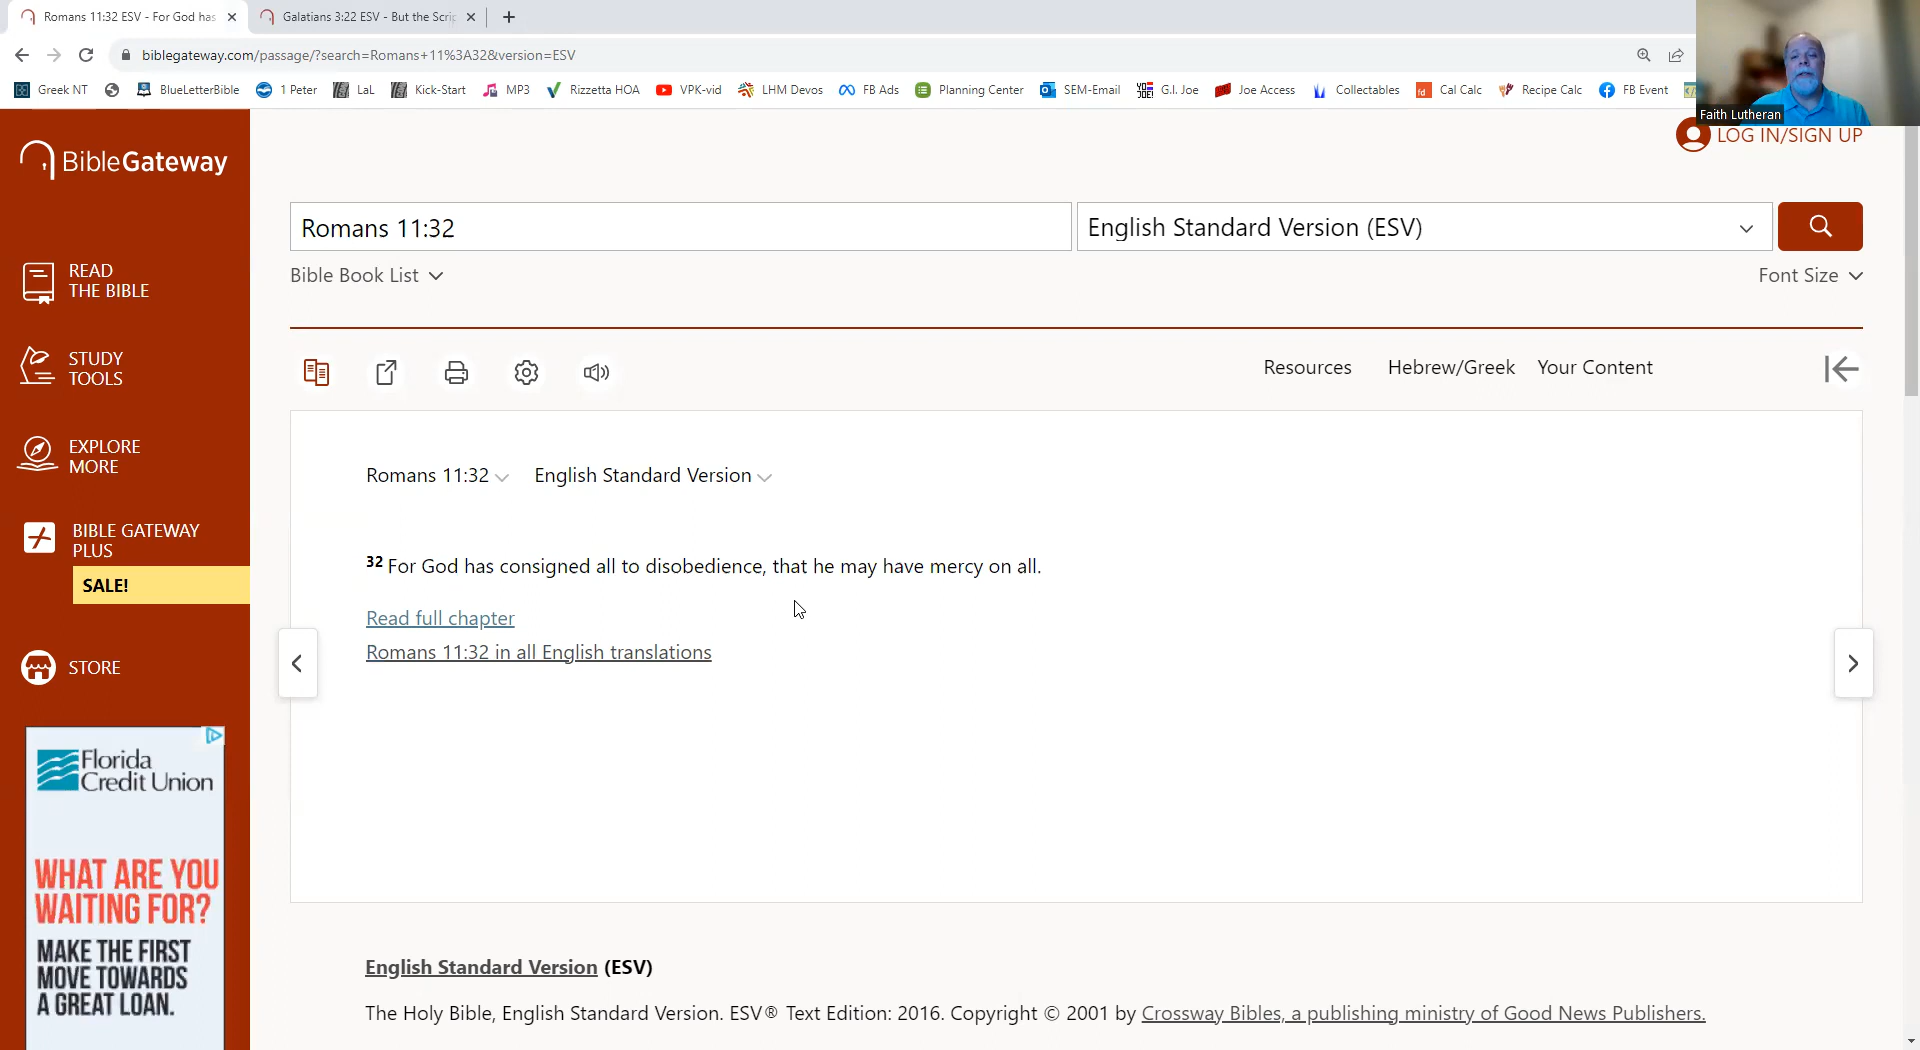 Romans 11:32 ESV - For God has
Galatians 3:22 ESV - But the Scrip
biblegateway.com/passage/?search=Romans+11%3A32&version=ESV
Greek NT
BlueLetterBible
1 Peter
LaL
Kick-Start
MP3
Rizzetta HOA
VPK-vid
LHM Devos
FB Ads
Planning Center
SEM-Email
G.I. Joe
Joe Access
Collectables
Cal Calc
Recipe Calc
FB Event
Faith Lutheran
BibleGateway
LOG IN/SIGN UP
Romans 11:32
English Standard Version (ESV)
Bible Book List
Font Size
READ
THE BIBLE
STUDY
TOOLS
EXPLORE
MORE
BIBLE GATEWAY
PLUS
SALE!
STORE
Resources
Hebrew/Greek
Your Content
Romans 11:32
English Standard Version
32 For God has consigned all to disobedience, that he may have mercy on all.
Read full chapter
Romans 11:32 in all English translations
Florida
Credit Union
WHAT ARE YOU
WAITING FOR?
MAKE THE FIRST
MOVE TOWARDS
A GREAT LOAN.
English Standard Version (ESV)
The Holy Bible, English Standard Version. ESV® Text Edition: 2016. Copyright © 2001 by Crossway Bibles, a publishing ministry of Good News Publishers.